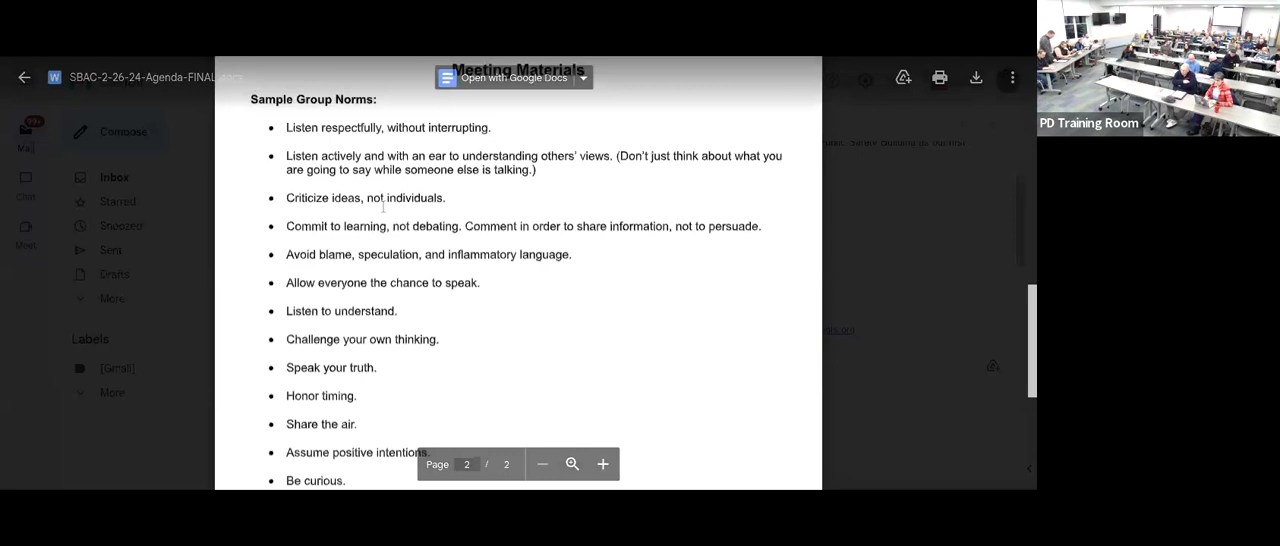 SBAC-2-26-24-Agenda-FINAL
Meeting Materials
Open with Google Docs
PD Training Room
99+
Mail
Compose
Chat
Inbox
Starred
Meet
Snoozed
Sent
Drafts
More
Labels
[Gmail]
More
Sample Group Norms:
• Listen respectfully, without interrupting.
• Listen actively and with an ear to understanding others' views. (Don't just think about what you
are going to say while someone else is talking.)
• Criticize ideas, not individuals.
• Commit to learning, not debating. Comment in order to share information, not to persuade.
• Avoid blame, speculation, and inflammatory language.
• Allow everyone the chance to speak.
• Listen to understand.
• Challenge your own thinking.
• Speak your truth.
• Honor timing.
• Share the air.
• Assume positive intentions.
• Be curious.
Page 2 / 2